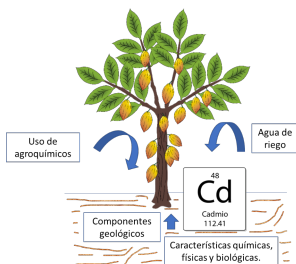 Uso de
agroquímicos
Agua de
riego
48
Cd
Cadmio
112.41
Componentes
geológicos
Características químicas,
físicas y biológicas.